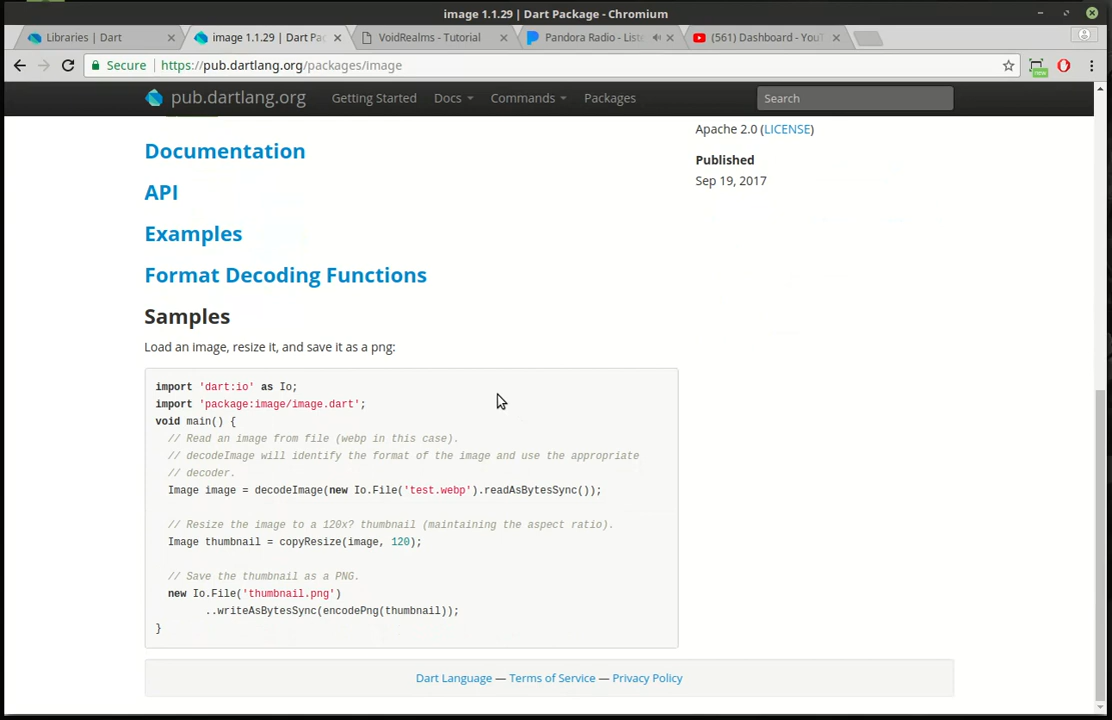 image 1.1.29 | Dart Package - Chromium
Libraries | Dart
image 1.1.29 | Dart Pac
VoidRealms - Tutorial
Pandora Radio - Liste
(561) Dashboard - You
Secure
https://pub.dartlang.org/packages/image
new
pub.dartlang.org
Getting Started
Docs
Commands
Packages
Search
Apache 2.0 (LICENSE)
Published
Sep 19, 2017
Documentation
API
Examples
Format Decoding Functions
Samples
Load an image, resize it, and save it as a png:
import 'dart:io' as Io;
import 'package:image/image.dart';
void main() {
// Read an image from file (webp in this case).
// decodeImage will identify the format of the image and use the appropriate
// decoder.
Image image = decodeImage(new Io.File('test.webp').readAsBytesSync());
// Resize the image to a 120x? thumbnail (maintaining the aspect ratio).
Image thumbnail = copyResize(image, 120);
// Save the thumbnail as a PNG.
new Io.File('thumbnail.png')
..writeAsBytesSync(encodePng(thumbnail));
}
Dart Language — Terms of Service — Privacy Policy